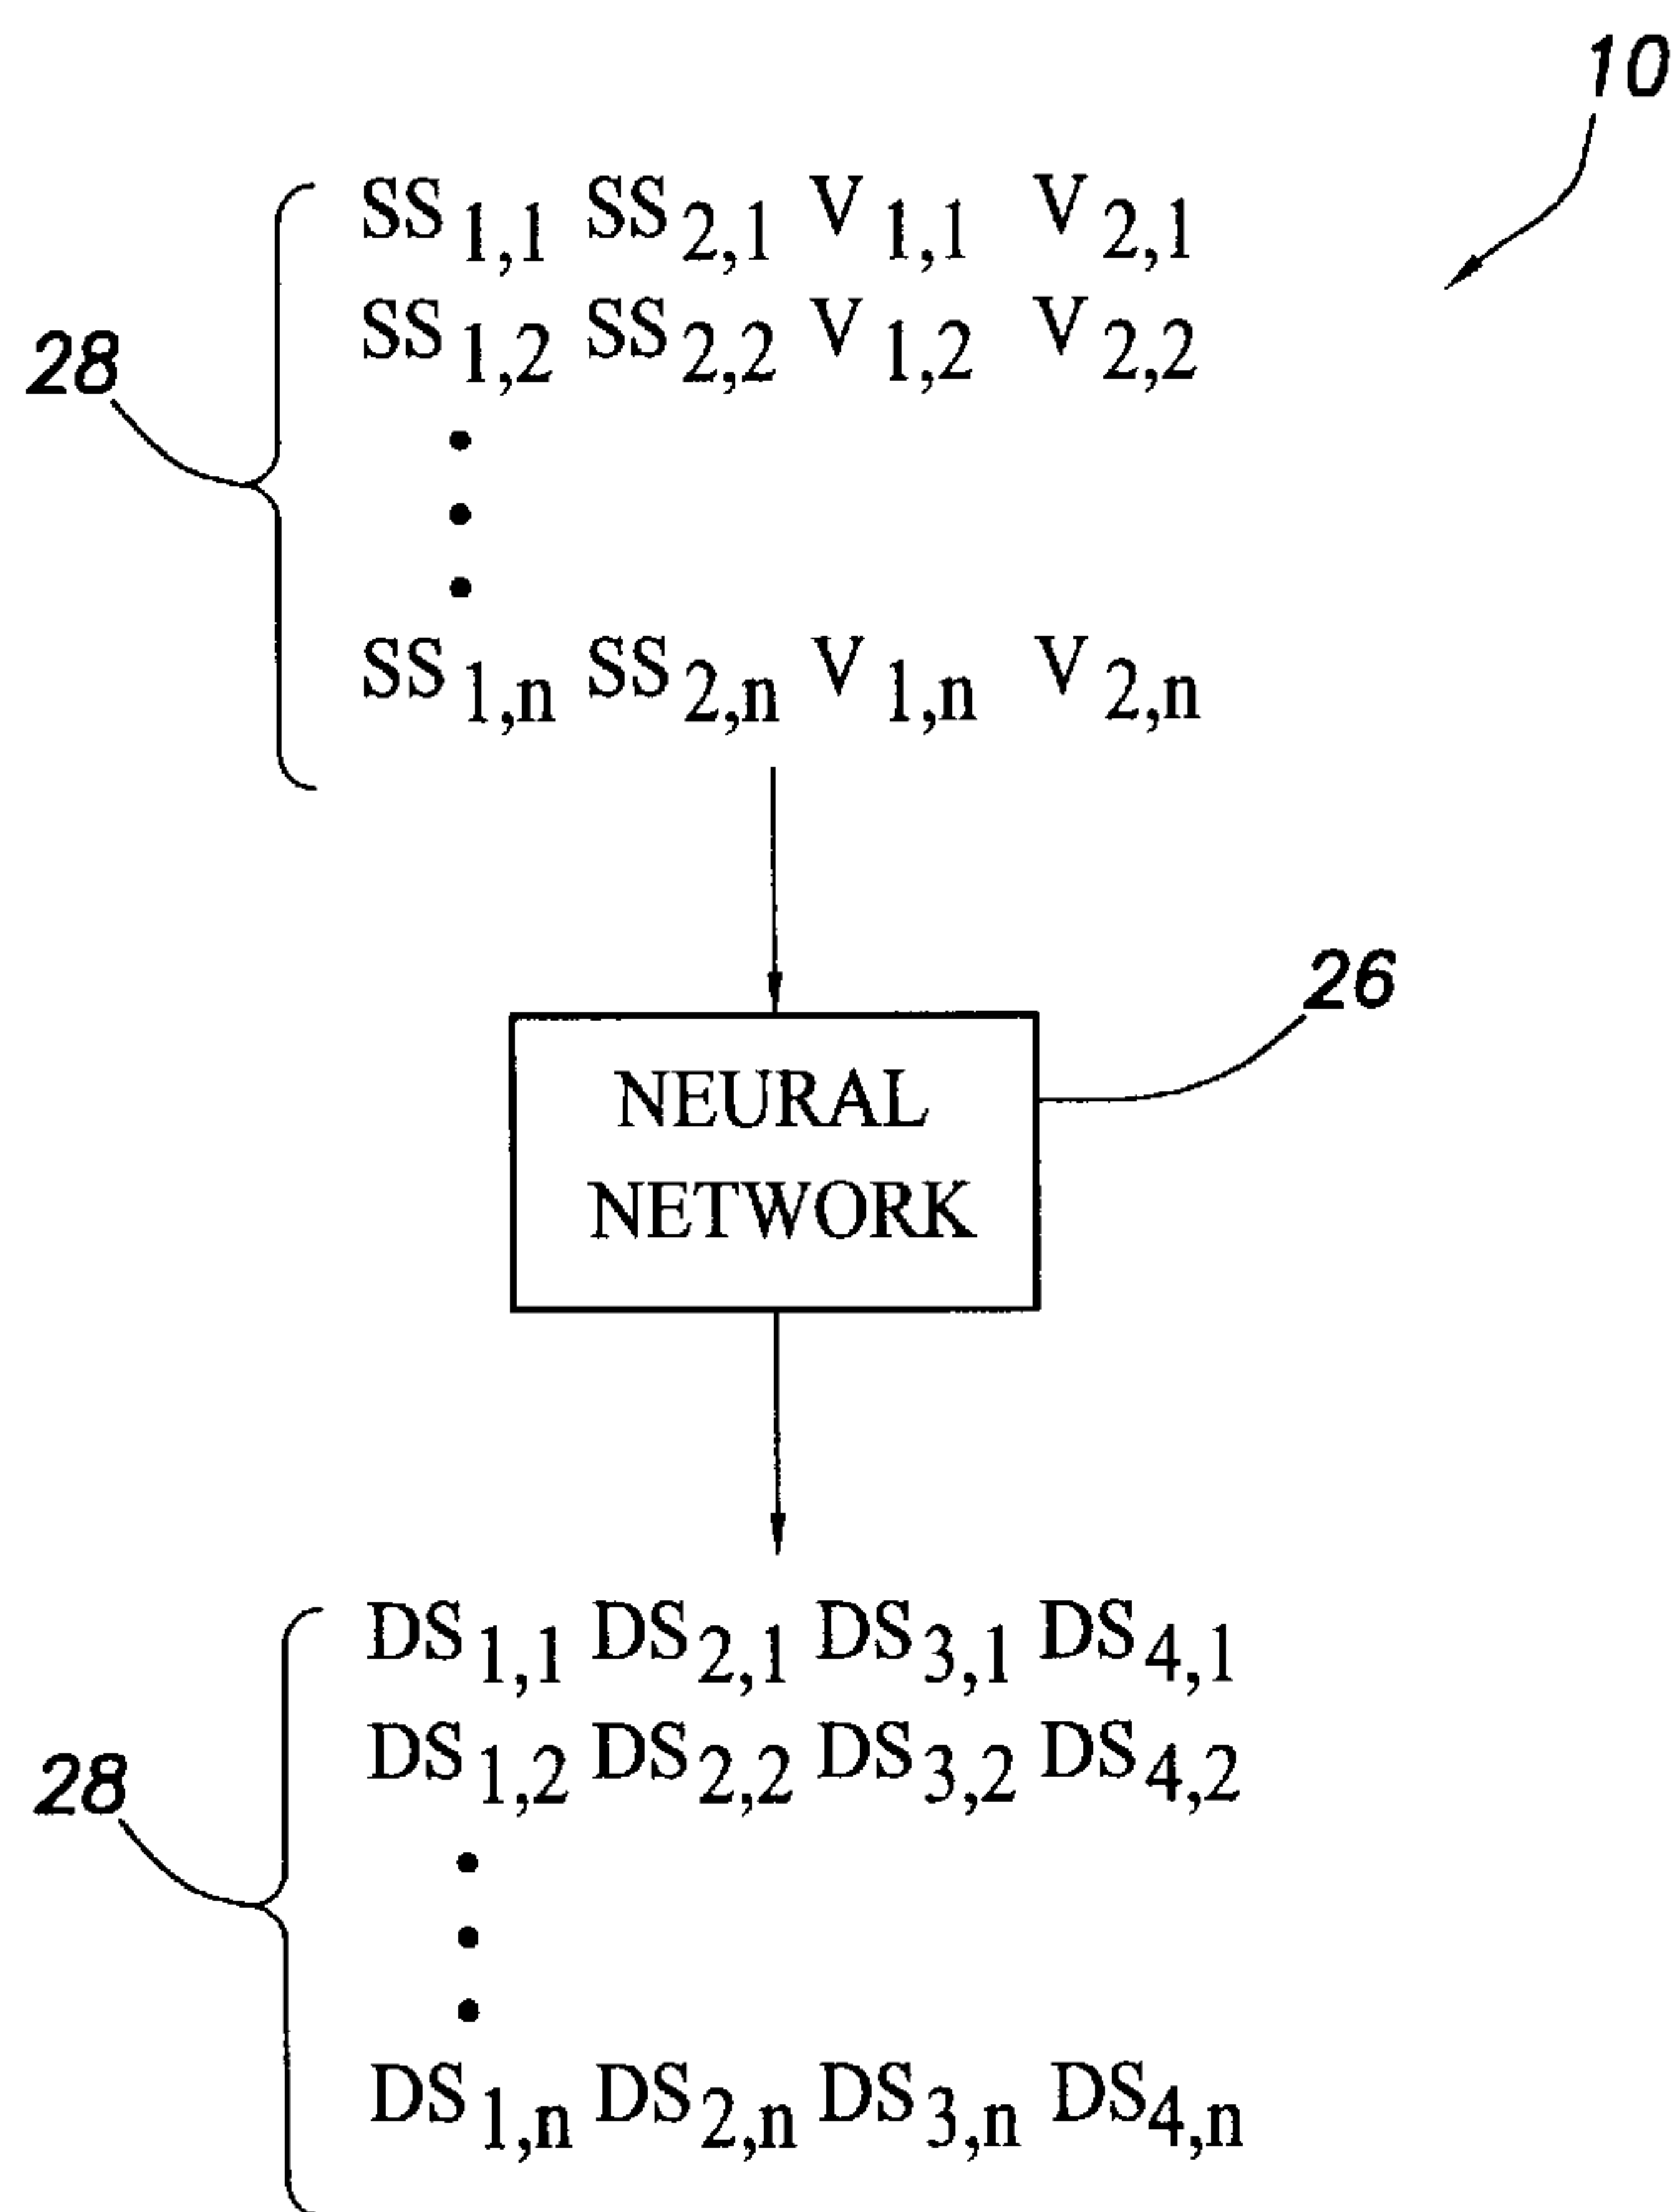 10
SS1,1 SS2,1 V1,1 V2,1
SS1,2 SS2,2 V1,2 V2,2
28
SS1,n SS2,n V1,n V2,n
26
NEURAL
NETWORK
DS1,1 DS2,1 DS3,1 DS4,1
DS1,2 DS2,2 DS3,2 DS4,2
28
DS1,n DS2,n DS3,n DS4,n